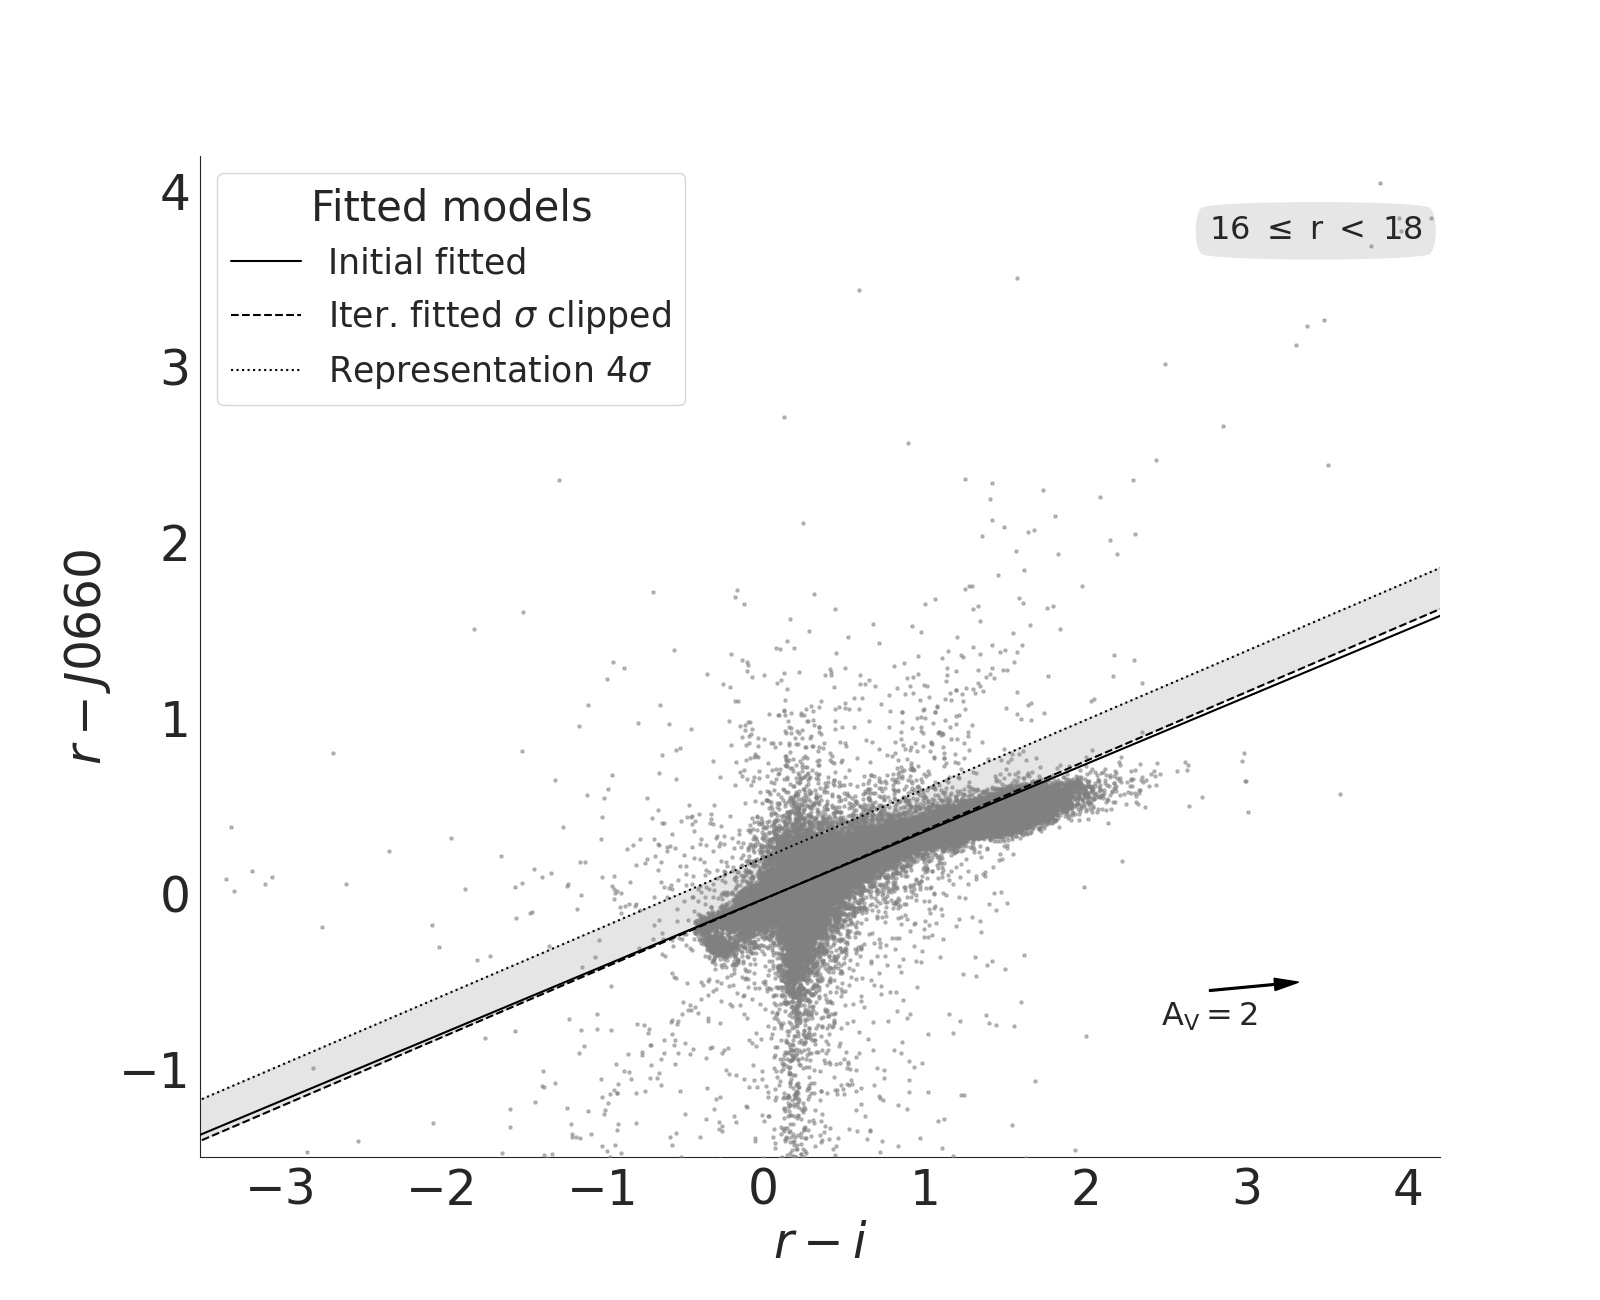 Fitted models
Initial fitted
Iter. fitted σ clipped
Representation 4σ
16 ≤ r < 18
4
3
2
1
0
−1
r − J0660
A_V = 2
−3 −2 −1 0 1 2 3 4
r − i